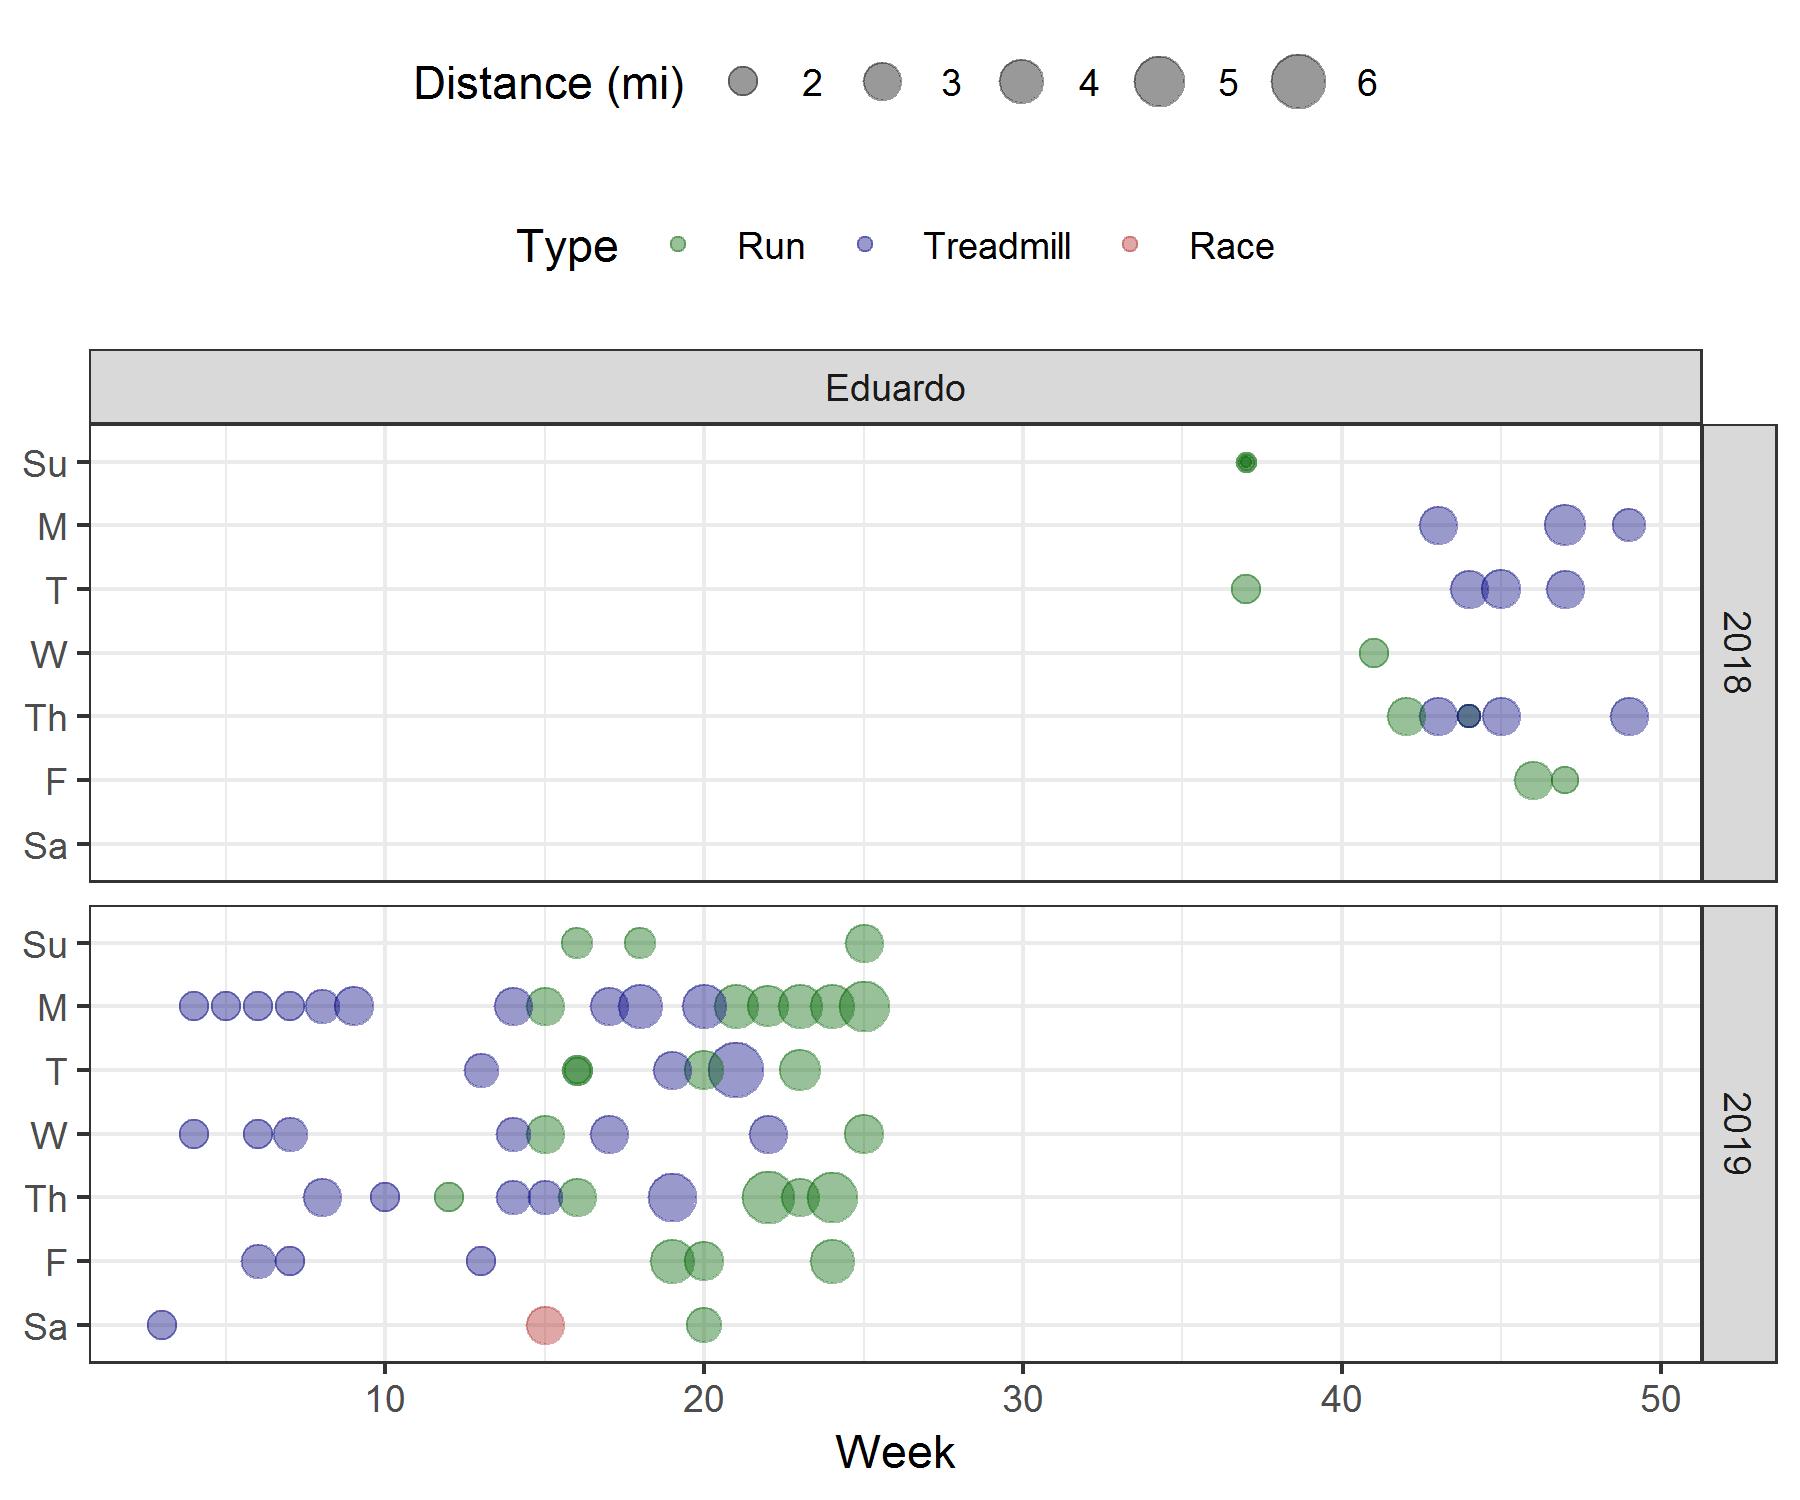 Distance (mi) 2 3 4 5 6
Type Run Treadmill Race
Eduardo
Su
M
T
W
Th
F
Sa
2018
Su
M
T
W
Th
F
Sa
2019
10 20 30 40 50
Week